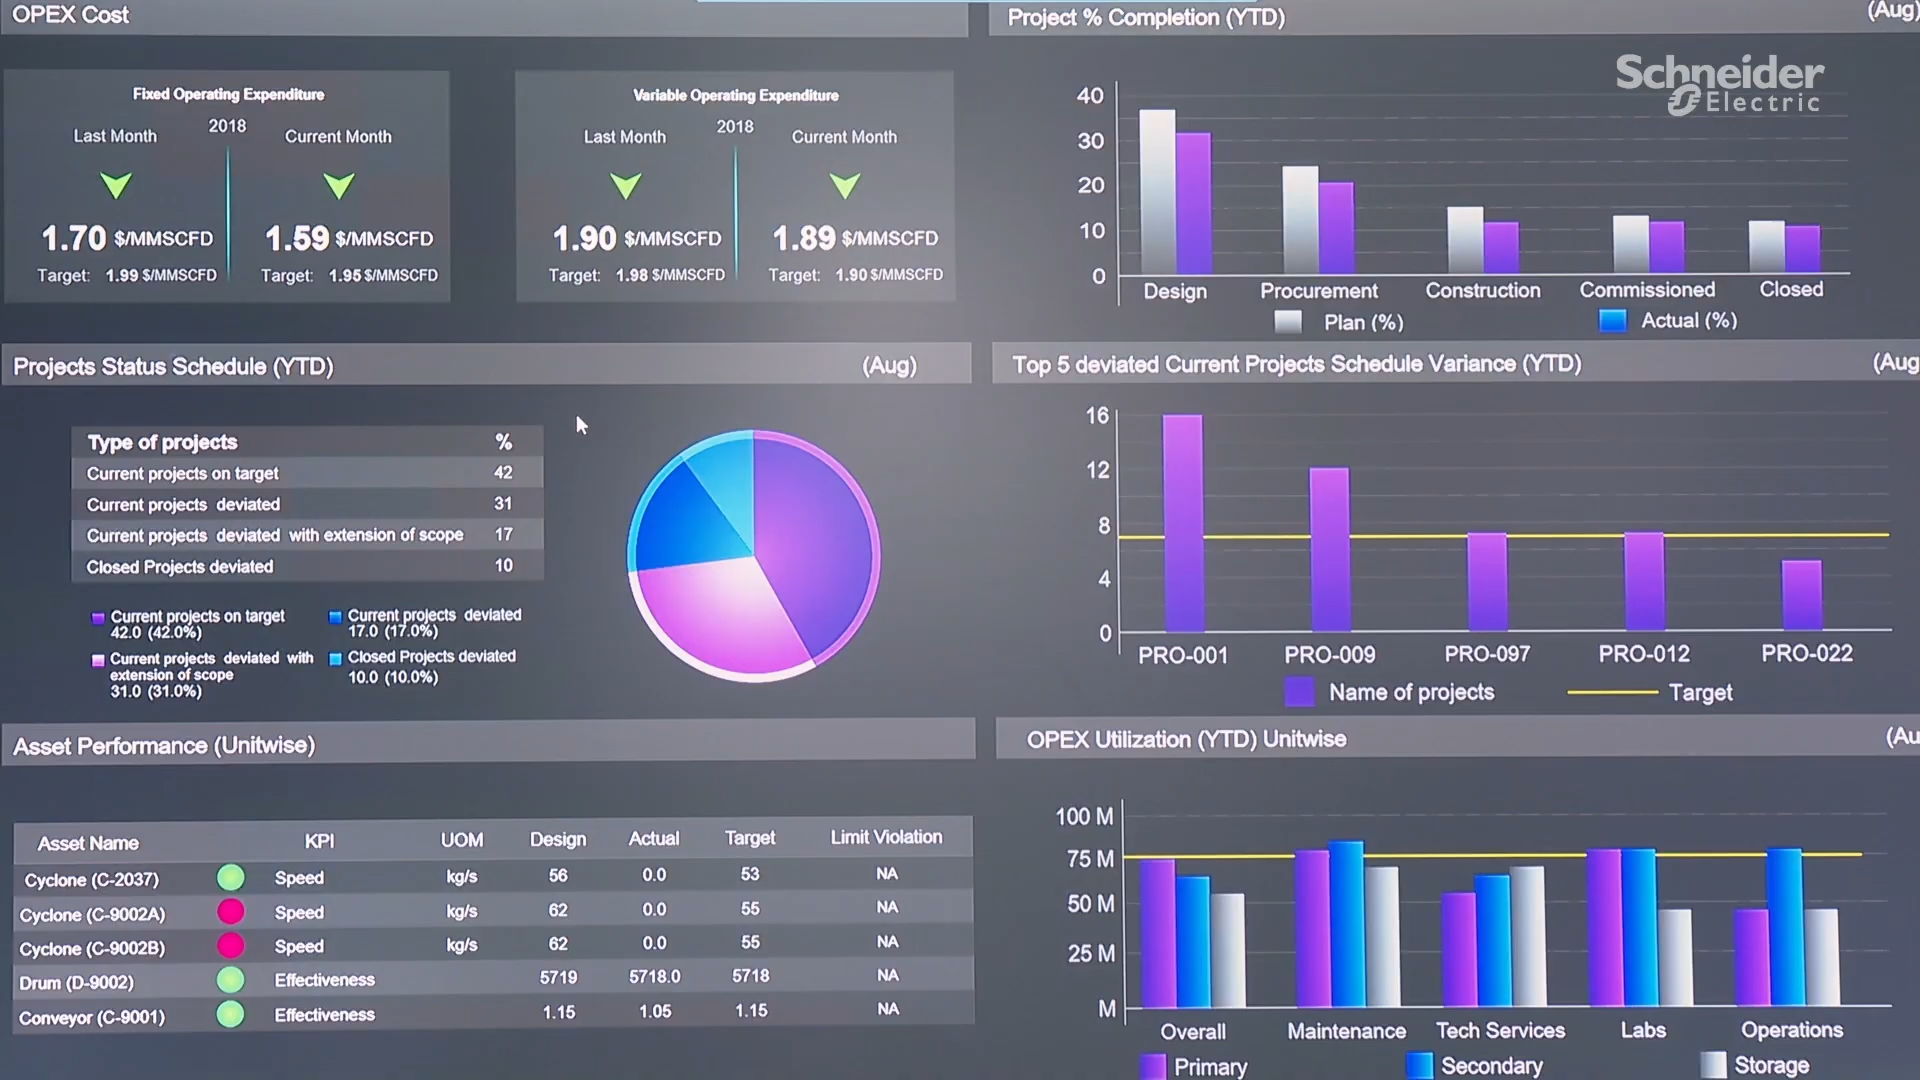 OPEX Cost
Fixed Operating Expenditure
Last Month
2018
Current Month
1.70 $/MMSCFD
1.59 $/MMSCFD
Target: 1.99 $/MMSCFD
Target: 1.95 $/MMSCFD
Variable Operating Expenditure
Last Month
2018
Current Month
1.90 $/MMSCFD
1.89 $/MMSCFD
Target: 1.98 $/MMSCFD
Target: 1.90 $/MMSCFD
Project % Completion (YTD)
(Aug)
Schneider
Electric
40
30
20
10
0
Design
Procurement
Construction
Commissioned
Closed
Plan (%)
Actual (%)
Projects Status Schedule (YTD)
(Aug)
Type of projects %
Current projects on target 42
Current projects deviated 31
Current projects deviated with extension of scope 17
Closed Projects deviated 10
Current projects on target
42.0 (42.0%)
Current projects deviated
17.0 (17.0%)
Current projects deviated with
extension of scope
31.0 (31.0%)
Closed Projects deviated
10.0 (10.0%)
Top 5 deviated Current Projects Schedule Variance (YTD)
(Aug
16
12
8
4
0
PRO-001
PRO-009
PRO-097
PRO-012
PRO-022
Name of projects
Target
Asset Performance (Unitwise)
Asset Name KPI UOM Design Actual Target Limit Violation
Cyclone (C-2037) Speed kg/s 56 0.0 53 NA
Cyclone (C-9002A) Speed kg/s 62 0.0 55 NA
Cyclone (C-9002B) Speed kg/s 62 0.0 55 NA
Drum (D-9002) Effectiveness 5719 5718.0 5718 NA
Conveyor (C-9001) Effectiveness 1.15 1.05 1.15 NA
OPEX Utilization (YTD) Unitwise
(Au
100 M
75 M
50 M
25 M
M
Overall
Maintenance
Tech Services
Labs
Operations
Primary
Secondary
Storage